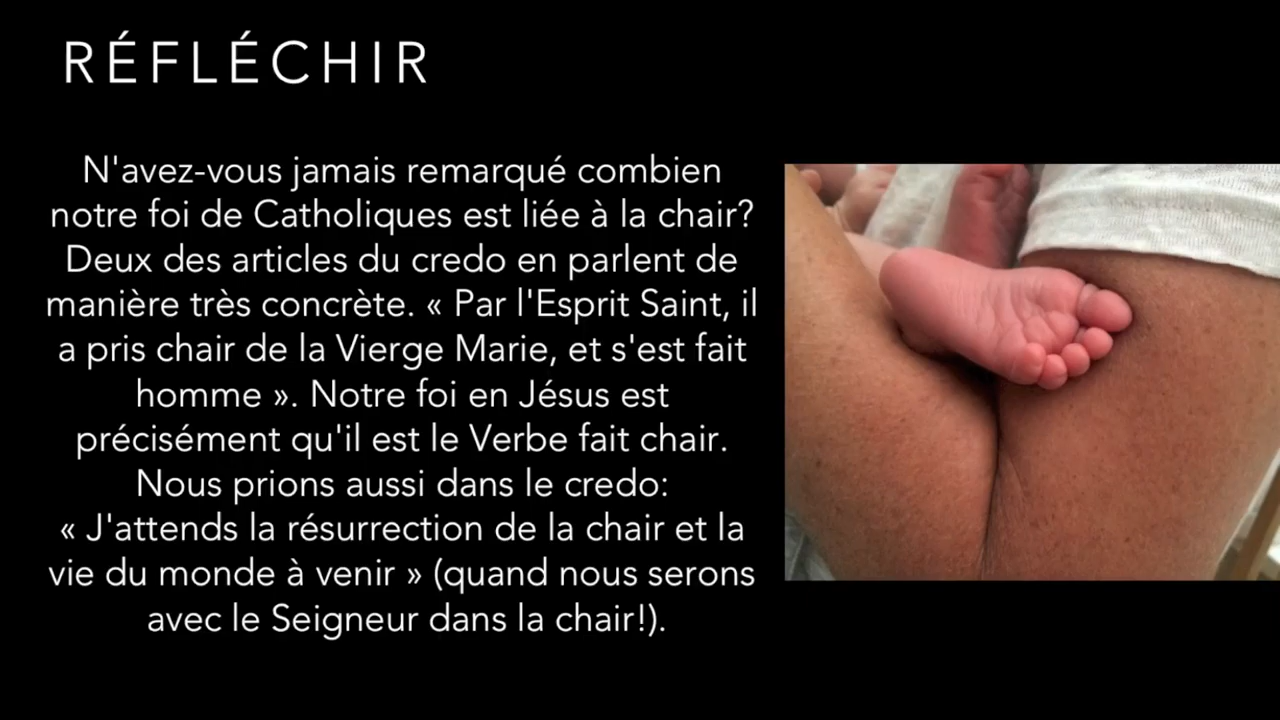 RÉFLÉCHIR
N'avez-vous jamais remarqué combien
notre foi de Catholiques est liée à la chair?
Deux des articles du credo en parlent de
manière très concrète. « Par l'Esprit Saint, il
a pris chair de la Vierge Marie, et s'est fait
homme ». Notre foi en Jésus est
précisément qu'il est le Verbe fait chair.
Nous prions aussi dans le credo:
« J'attends la résurrection de la chair et la
vie du monde à venir » (quand nous serons
avec le Seigneur dans la chair!).